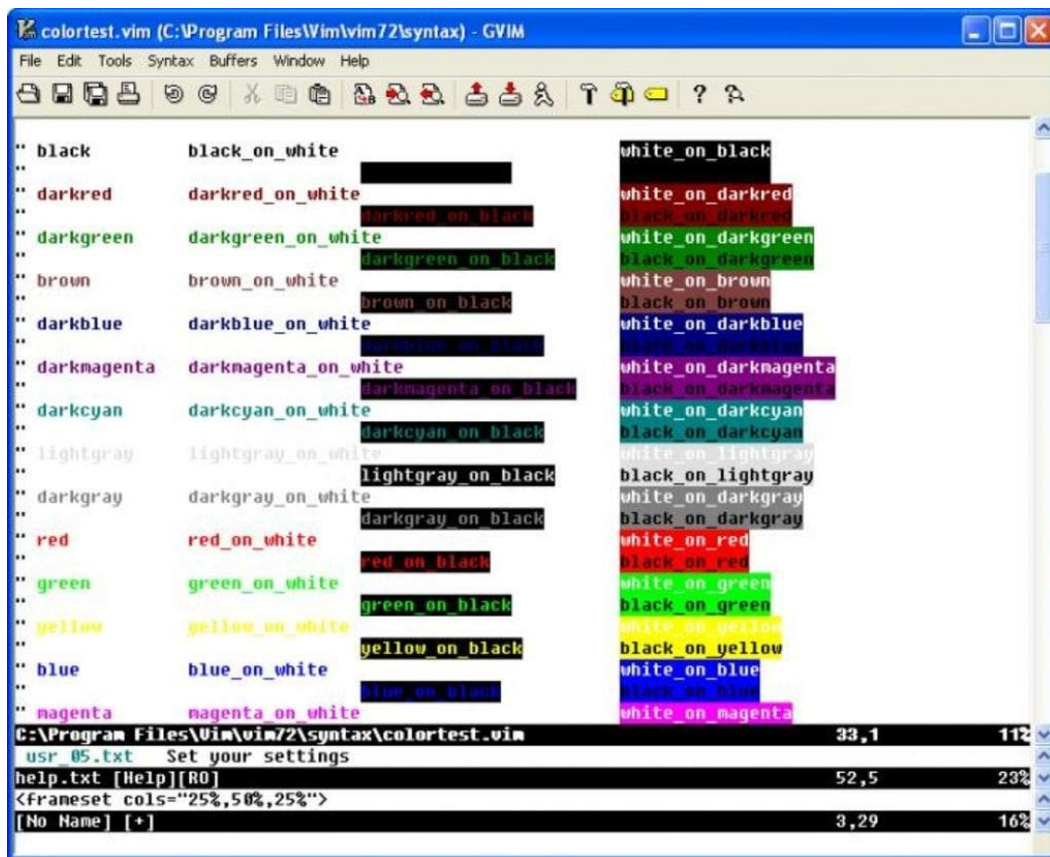 colortest.vim (C:\Program Files\Vim\vim72\syntax) - GVIM
File Edit Tools Syntax Buffers Window Help
" black black_on_white white_on_black
"
" darkred darkred_on_white white_on_darkred
" darkred_on_black black_on_darkred
" darkgreen darkgreen_on_white white_on_darkgreen
" darkgreen_on_black black_on_darkgreen
" brown brown_on_white white_on_brown
" brown_on_black black_on_brown
" darkblue darkblue_on_white white_on_darkblue
" darkblue_on_black black_on_darkblue
" darkmagenta darkmagenta_on_white white_on_darkmagenta
" darkmagenta_on_black black_on_darkmagenta
" darkcyan darkcyan_on_white white_on_darkcyan
" darkcyan_on_black black_on_darkcyan
" lightgray lightgray_on_white white_on_lightgray
" lightgray_on_black black_on_lightgray
" darkgray darkgray_on_white white_on_darkgray
" darkgray_on_black black_on_darkgray
" red red_on_white white_on_red
" red_on_black black_on_red
" green green_on_white white_on_green
" green_on_black black_on_green
" yellow yellow_on_white white_on_yellow
" yellow_on_black black_on_yellow
" blue blue_on_white white_on_blue
" blue_on_black black_on_blue
" magenta magenta_on_white white_on_magenta
C:\Program Files\Vim\vim72\syntax\colortest.vim 33,1 11%
usr_05.txt Set your settings
help.txt [Help][RO] 52,5 23%
<frameset cols="25%,50%,25%">
[No Name] [+] 3,29 16%